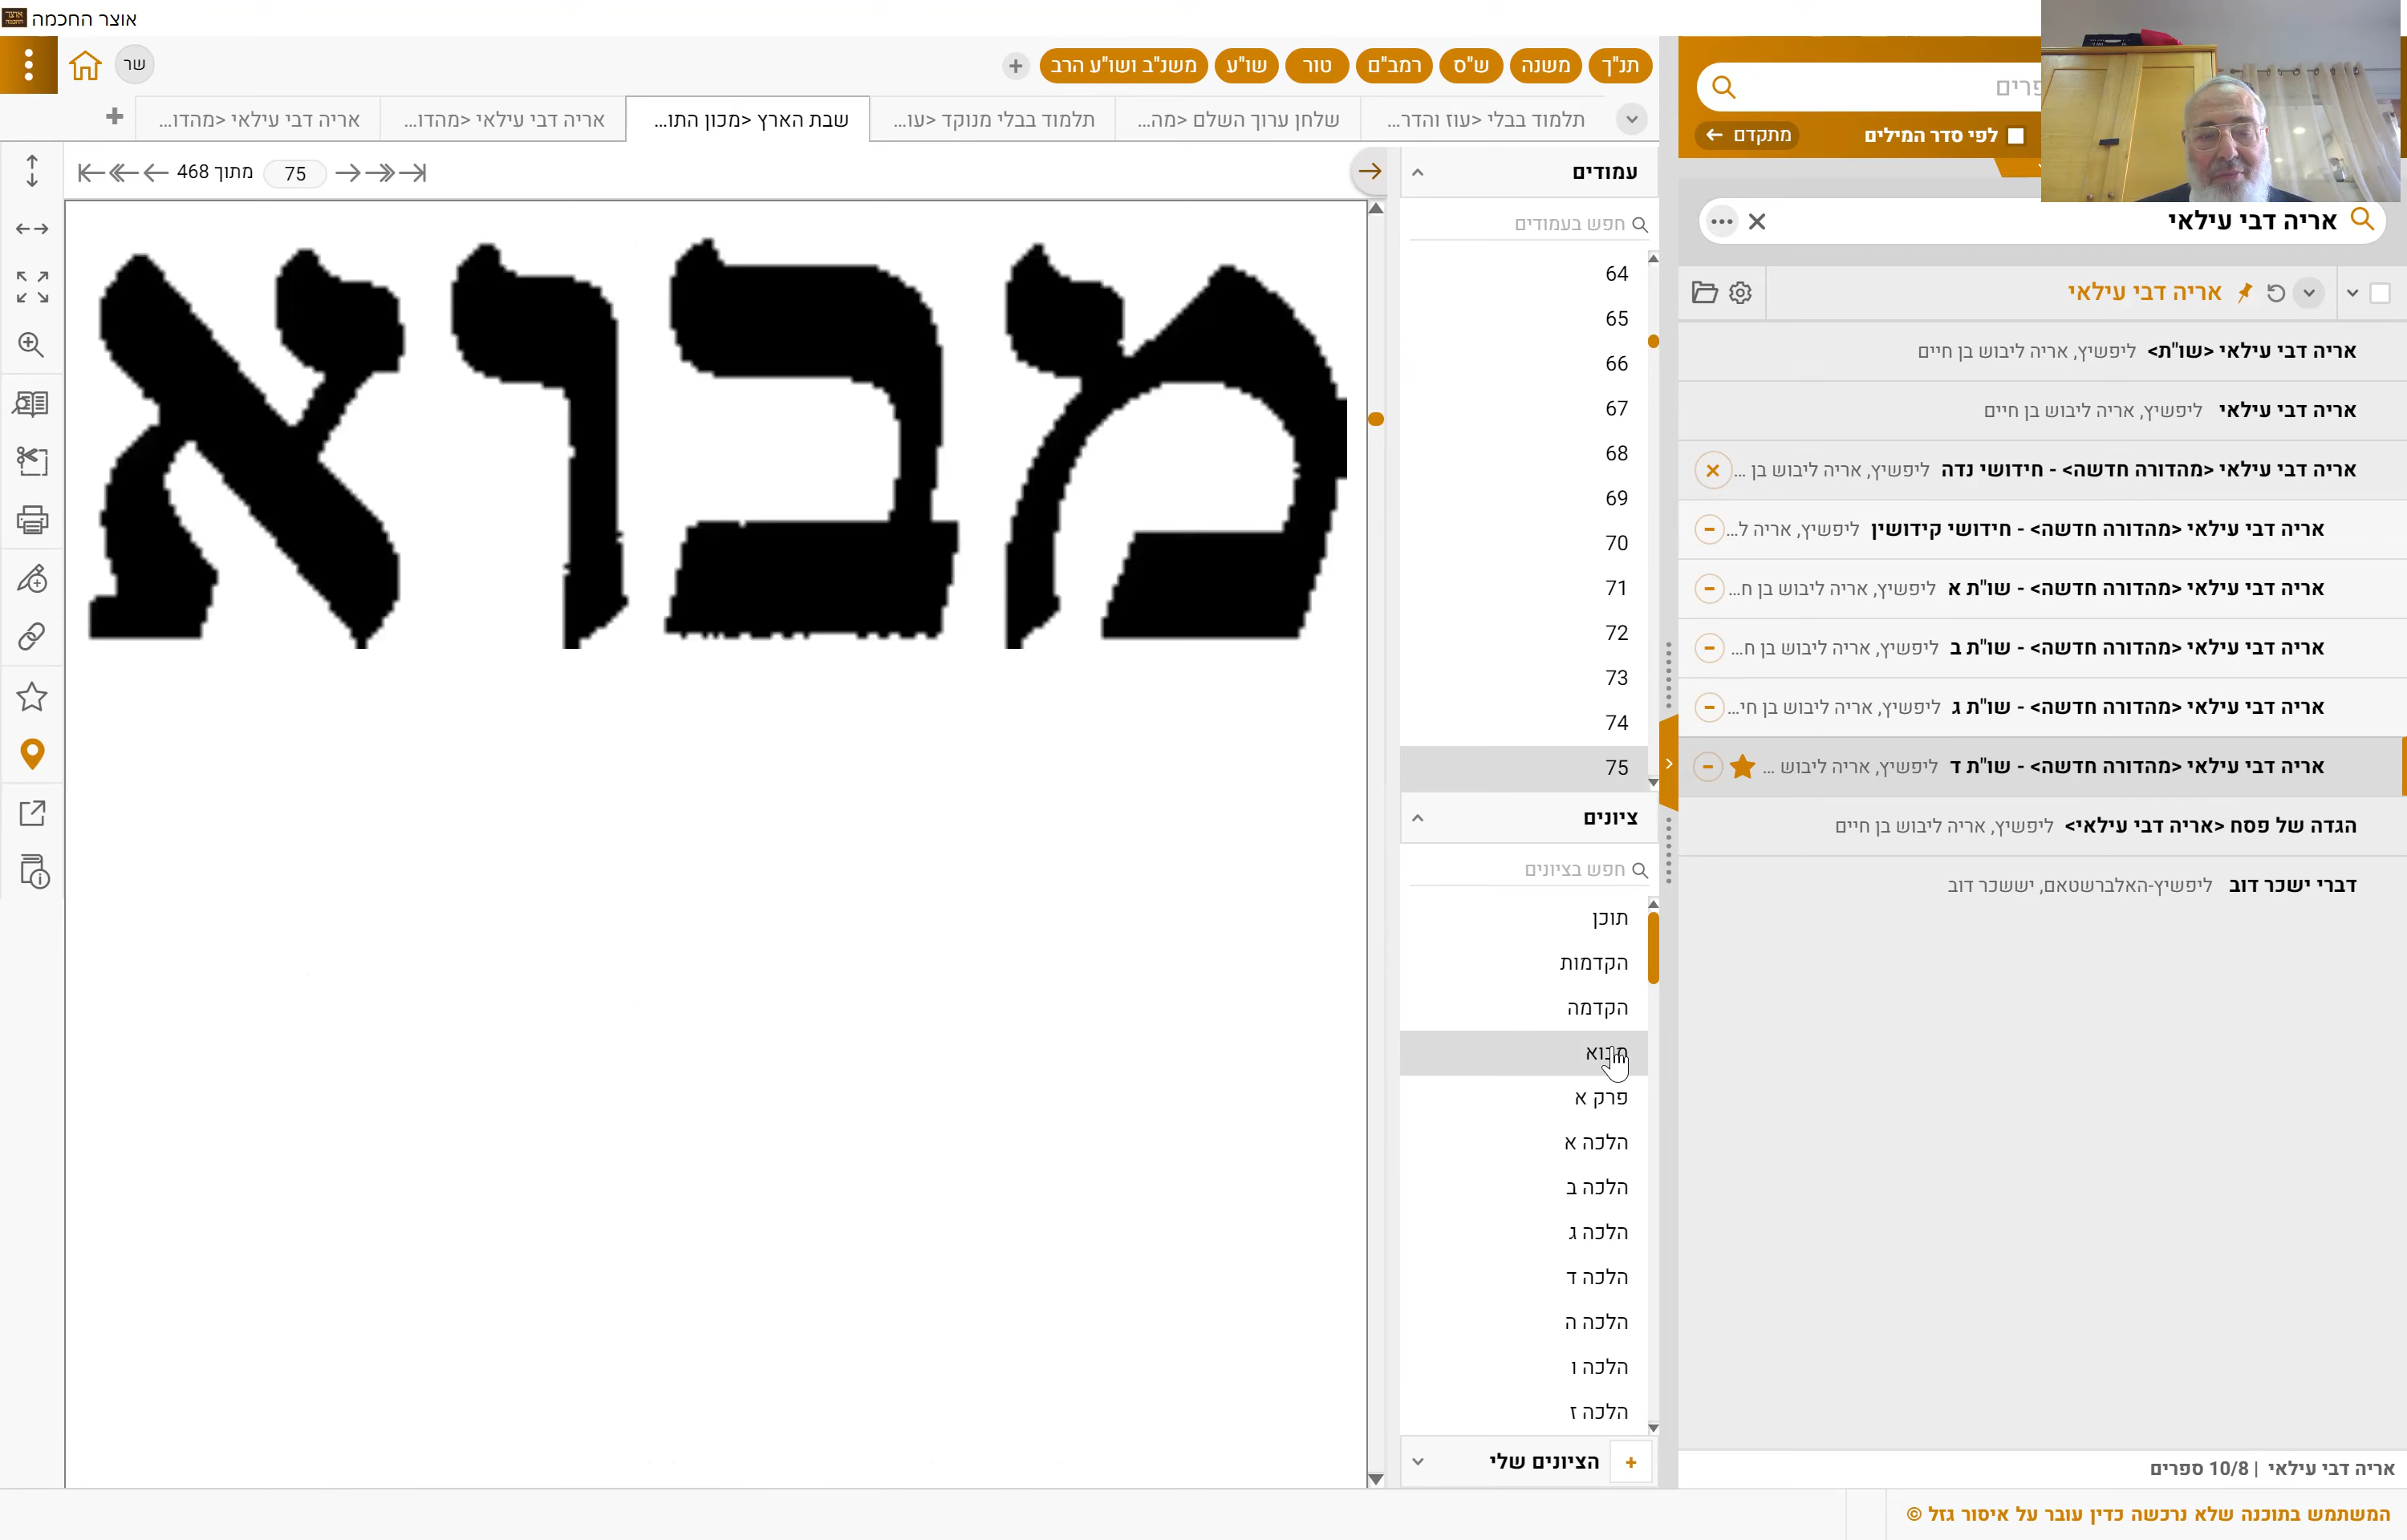 אוצר החכמה
שר
תנ"ך
משנה
ש"ס
רמב"ם
טור
שו"ע
משנ"ב ושו"ע הרב
תלמוד בבלי <עוז והדר...
שלחן ערוך השלם <מה...
תלמוד בבלי מנוקד <עו...
שבת הארץ <מכון התו...
אריה דבי עילאי <מהדו...
אריה דבי עילאי <מהדו...
לפי סדר המילים
מתקדם
אריה דבי עילאי
אריה דבי עילאי
אריה דבי עילאי <שו"ת> ליפשיץ, אריה ליבוש בן חיים
אריה דבי עילאי ליפשיץ, אריה ליבוש בן חיים
אריה דבי עילאי <מהדורה חדשה> - חידושי נדה ליפשיץ, אריה ליבוש בן ...
אריה דבי עילאי <מהדורה חדשה> - חידושי קידושין ליפשיץ, אריה ל...
אריה דבי עילאי <מהדורה חדשה> - שו"ת א ליפשיץ, אריה ליבוש בן ח...
אריה דבי עילאי <מהדורה חדשה> - שו"ת ב ליפשיץ, אריה ליבוש בן ח...
אריה דבי עילאי <מהדורה חדשה> - שו"ת ג ליפשיץ, אריה ליבוש בן חי...
אריה דבי עילאי <מהדורה חדשה> - שו"ת ד ליפשיץ, אריה ליבוש ...
הגדה של פסח <אריה דבי עילאי> ליפשיץ, אריה ליבוש בן חיים
דברי ישכר דוב ליפשיץ-האלברשטאם, יששכר דוב
אריה דבי עילאי | 10/8 ספרים
המשתמש בתוכנה שלא נרכשה כדין עובר על איסור גזל ©
עמודים
חפש בעמודים
64
65
66
67
68
69
70
71
72
73
74
75
ציונים
חפש בציונים
תוכן
הקדמות
הקדמה
מבוא
פרק א
הלכה א
הלכה ב
הלכה ג
הלכה ד
הלכה ה
הלכה ו
הלכה ז
הציונים שלי
75 מתוך 468
מבוא